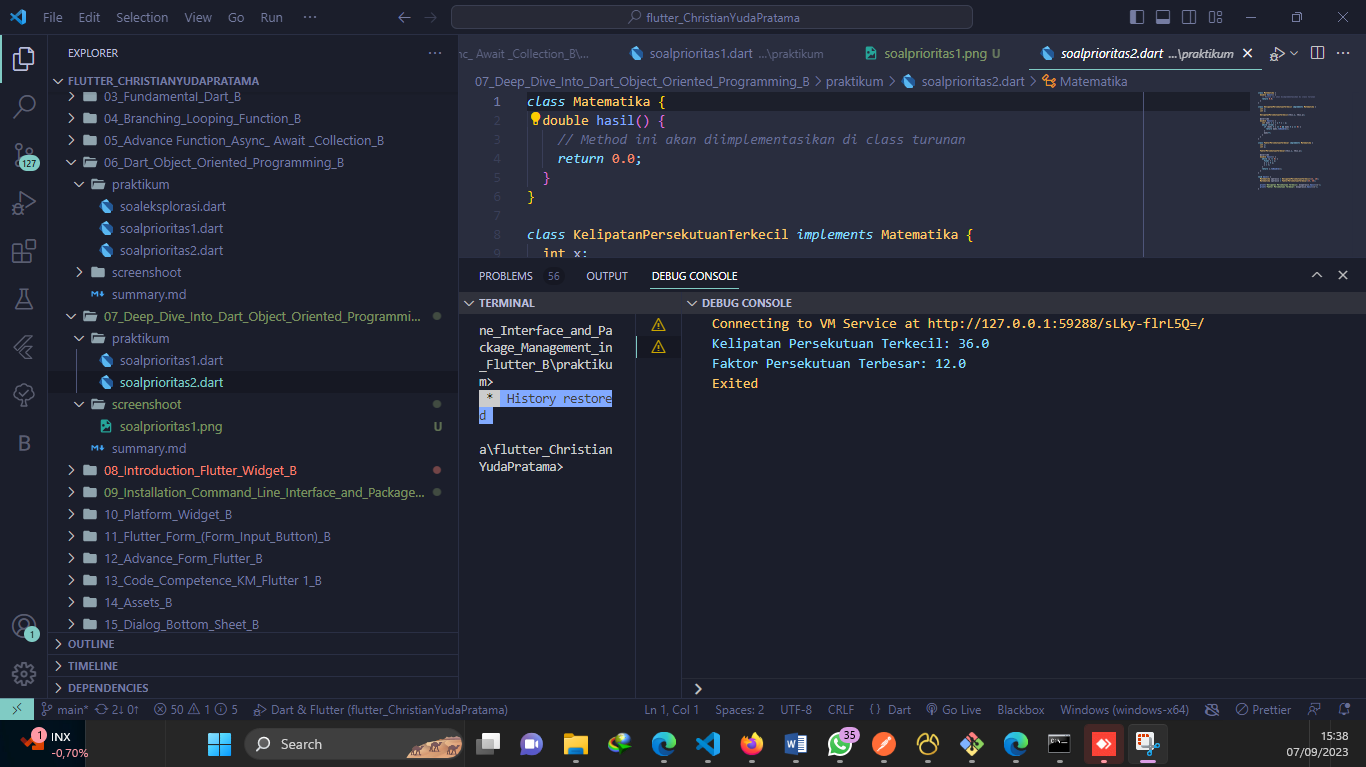 File Edit Selection View Go Run ···
flutter_ChristianYudaPratama
EXPLORER
FLUTTER_CHRISTIANYUDAPRATAMA
03_Fundamental_Dart_B
04_Branching_Looping_Function_B
05_Advance Function_Async_ Await _Collection_B
06_Dart_Object_Oriented_Programming_B
praktikum
soaleksplorasi.dart
soalprioritas1.dart
soalprioritas2.dart
screenshoot
summary.md
07_Deep_Dive_Into_Dart_Object_Oriented_Programmi...
praktikum
soalprioritas1.dart
soalprioritas2.dart
screenshoot
soalprioritas1.png U
summary.md
08_Introduction_Flutter_Widget_B
09_Installation_Command_Line_Interface_and_Package...
10_Platform_Widget_B
11_Flutter_Form_(Form_Input_Button)_B
12_Advance_Form_Flutter_B
13_Code_Competence_KM_Flutter 1_B
14_Assets_B
15_Dialog_Bottom_Sheet_B
OUTLINE
TIMELINE
DEPENDENCIES
127
B
1
nc_ Await _Collection_B\... soalprioritas1.dart ...\praktikum soalprioritas1.png U soalprioritas2.dart ...\praktikum
07_Deep_Dive_Into_Dart_Object_Oriented_Programming_B > praktikum > soalprioritas2.dart > Matematika
1 class Matematika {
2 double hasil() {
3 // Method ini akan diimplementasikan di class turunan
4 return 0.0;
5 }
6 }
7
8 class KelipatanPersekutuanTerkecil implements Matematika {
9 int x;
PROBLEMS 56 OUTPUT DEBUG CONSOLE
TERMINAL
ne_Interface_and_Pa
ckage_Management_in
_Flutter_B\praktiku
m>
* History restore
d
a\flutter_Christian
YudaPratama>
DEBUG CONSOLE
Connecting to VM Service at http://127.0.0.1:59288/sLky-flrL5Q=/
Kelipatan Persekutuan Terkecil: 36.0
Faktor Persekutuan Terbesar: 12.0
Exited
main* 2↓ 0↑ 50 1 5 Dart & Flutter (flutter_ChristianYudaPratama) Ln 1, Col 1 Spaces: 2 UTF-8 CRLF {} Dart Go Live Blackbox Windows (windows-x64) Prettier
1 INX
-0,70%
Search
35
15:38
07/09/2023